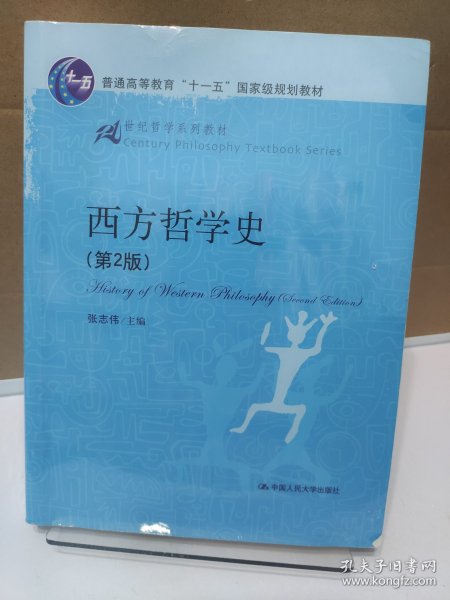 十一五
普通高等教育“十一五”国家级规划教材
21世纪哲学系列教材
Century Philosophy Textbook Series
西方哲学史
(第2版)
History of Western Philosophy (Second Edition)
张志伟/主编
中国人民大学出版社
孔夫子旧书网
www.kongfz.com